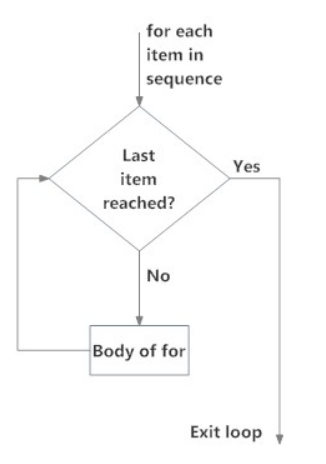 for each
item in
sequence
Last
item
reached?
Yes
No
Body of for
Exit loop